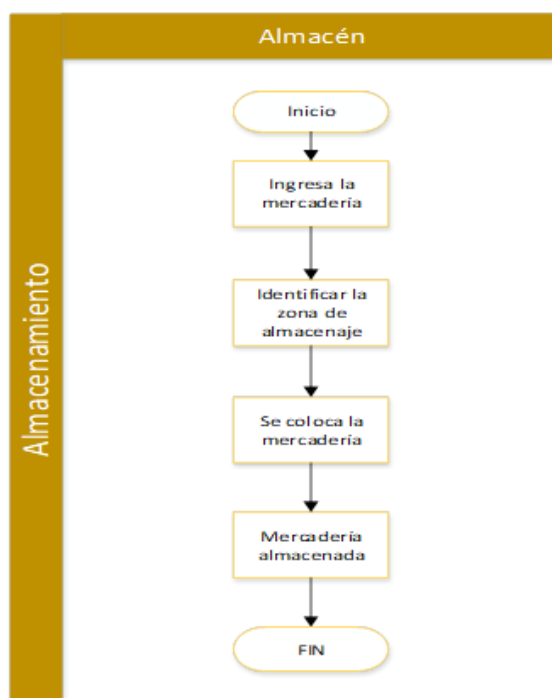 Almacén
Almacenamiento
Inicio
Ingresa la
mercadería
Identificar la
zona de
almacenaje
Se coloca la
mercadería
Mercadería
almacenada
FIN